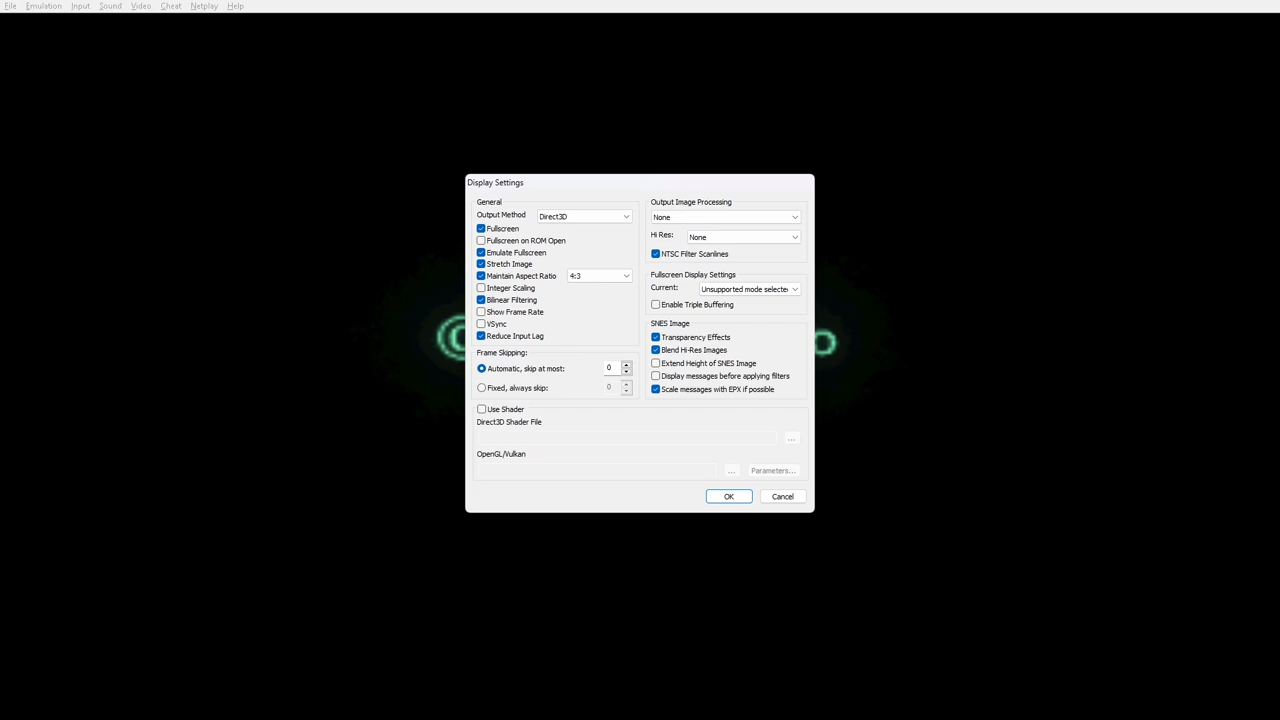 File Emulation Input Sound Video Cheat Netplay Help
Display Settings
General
Output Method Direct3D
Fullscreen
Fullscreen on ROM Open
Emulate Fullscreen
Stretch Image
Maintain Aspect Ratio 4:3
Integer Scaling
Bilinear Filtering
Show Frame Rate
VSync
Reduce Input Lag
Frame Skipping:
Automatic, skip at most: 0
Fixed, always skip: 0
Output Image Processing
None
Hi Res: None
NTSC Filter Scanlines
Fullscreen Display Settings
Current: Unsupported mode selected
Enable Triple Buffering
SNES Image
Transparency Effects
Blend Hi-Res Images
Extend Height of SNES Image
Display messages before applying filters
Scale messages with EPX if possible
Use Shader
Direct3D Shader File
...
OpenGL/Vulkan
... Parameters...
OK Cancel